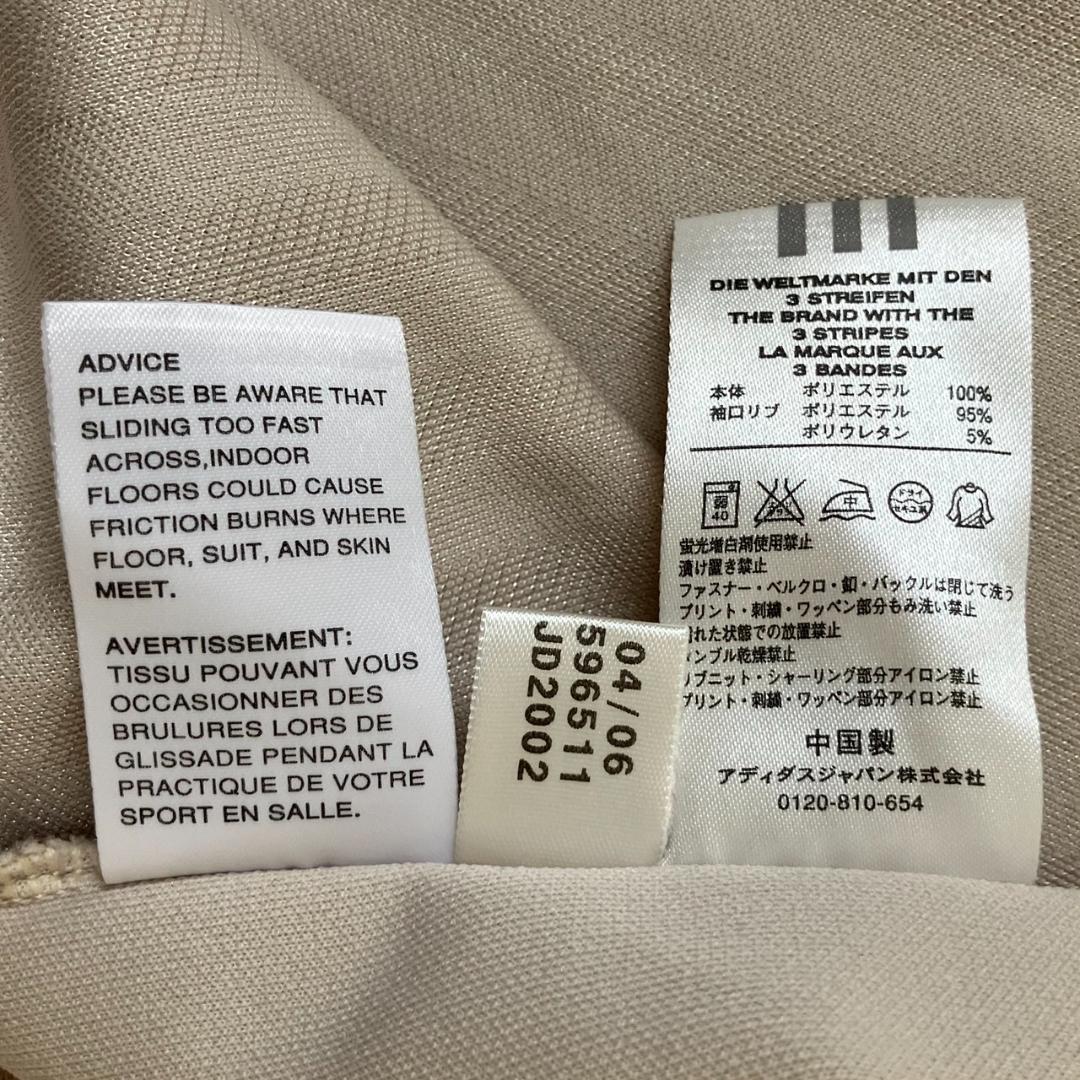 ADVICE
PLEASE BE AWARE THAT
SLIDING TOO FAST
ACROSS,INDOOR
FLOORS COULD CAUSE
FRICTION BURNS WHERE
FLOOR, SUIT, AND SKIN
MEET.
AVERTISSEMENT:
TISSU POUVANT VOUS
OCCASIONNER DES
BRULURES LORS DE
GLISSADE PENDANT LA
PRACTIQUE DE VOTRE
SPORT EN SALLE.
04/06
596511
JD2002
DIE WELTMARKE MIT DEN
3 STREIFEN
THE BRAND WITH THE
3 STRIPES
LA MARQUE AUX
3 BANDES
本体 ポリエステル 100%
袖口リブ ポリエステル 95%
ポリウレタン 5%
弱 40 中 ドライ セキユ系
蛍光増白剤使用禁止
漬け置き禁止
ファスナー・ベルクロ・釦・バックルは閉じて洗う
プリント・刺繍・ワッペン部分もみ洗い禁止
れた状態での放置禁止
ンブル乾燥禁止
リブニット・シャーリング部分アイロン禁止
プリント・刺繍・ワッペン部分アイロン禁止
中国製
アディダスジャパン株式会社
0120-810-654